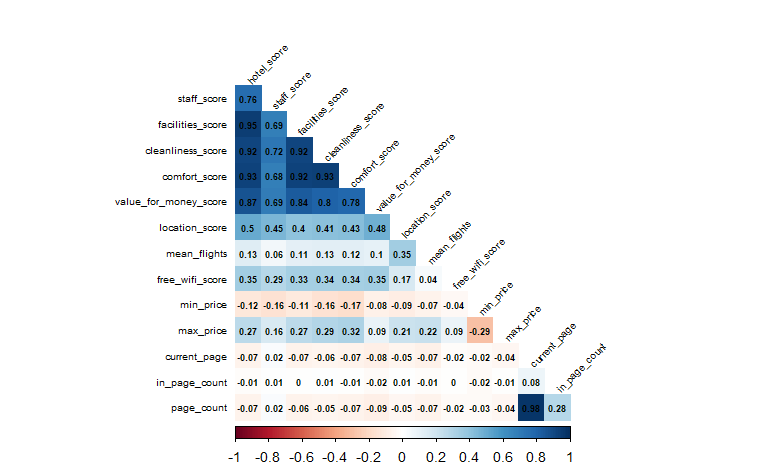 hotel_score
staff_score 0.76 staff_score
facilities_score 0.95 0.69 facilities_score
cleanliness_score 0.92 0.72 0.92 cleanliness_score
comfort_score 0.93 0.68 0.92 0.93 comfort_score
value_for_money_score 0.87 0.69 0.84 0.8 0.78 value_for_money_score
location_score 0.5 0.45 0.4 0.41 0.43 0.48 location_score
mean_flights 0.13 0.06 0.11 0.13 0.12 0.1 0.35 mean_flights
free_wifi_score 0.35 0.29 0.33 0.34 0.34 0.35 0.17 0.04 free_wifi_score
min_price -0.12 -0.16 -0.11 -0.16 -0.17 -0.08 -0.09 -0.07 -0.04 min_price
max_price 0.27 0.16 0.27 0.29 0.32 0.09 0.21 0.22 0.09 -0.29 max_price
current_page -0.07 0.02 -0.07 -0.06 -0.07 -0.08 -0.05 -0.07 -0.02 -0.02 -0.04 current_page
in_page_count -0.01 0.01 0 0.01 -0.01 -0.02 0.01 -0.01 0 -0.02 -0.01 0.08 in_page_count
page_count -0.07 0.02 -0.06 -0.05 -0.07 -0.09 -0.05 -0.07 -0.02 -0.03 -0.04 0.98 0.28
-1 -0.8 -0.6 -0.4 -0.2 0 0.2 0.4 0.6 0.8 1